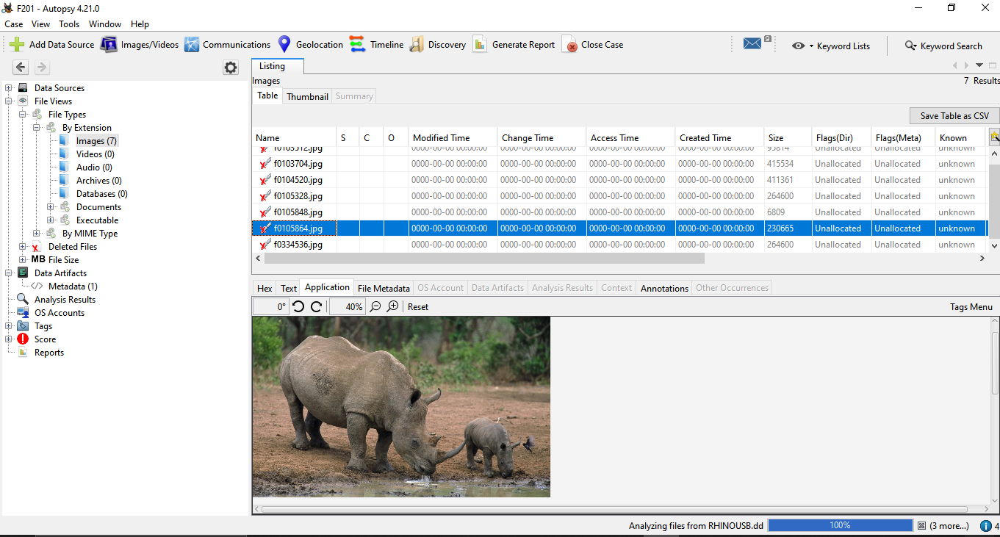 F201 - Autopsy 4.21.0
Case View Tools Window Help
Add Data Source Images/Videos Communications Geolocation Timeline Discovery Generate Report Close Case Keyword Lists Keyword Search
Listing
Images
7 Results
Table Thumbnail Summary
Save Table as CSV
Data Sources
File Views
File Types
By Extension
Images (7)
Videos (0)
Audio (0)
Archives (0)
Databases (0)
Documents
Executable
By MIME Type
Deleted Files
MB File Size
Data Artifacts
Metadata (1)
Analysis Results
OS Accounts
Tags
Score
Reports
Name S C O Modified Time Change Time Access Time Created Time Size Flags(Dir) Flags(Meta) Known
f0103512.jpg 0000-00-00 00:00:00 0000-00-00 00:00:00 0000-00-00 00:00:00 0000-00-00 00:00:00 95814 Unallocated Unallocated unknown
f0103704.jpg 0000-00-00 00:00:00 0000-00-00 00:00:00 0000-00-00 00:00:00 0000-00-00 00:00:00 415534 Unallocated Unallocated unknown
f0104520.jpg 0000-00-00 00:00:00 0000-00-00 00:00:00 0000-00-00 00:00:00 0000-00-00 00:00:00 411361 Unallocated Unallocated unknown
f0105328.jpg 0000-00-00 00:00:00 0000-00-00 00:00:00 0000-00-00 00:00:00 0000-00-00 00:00:00 264600 Unallocated Unallocated unknown
f0105848.jpg 0000-00-00 00:00:00 0000-00-00 00:00:00 0000-00-00 00:00:00 0000-00-00 00:00:00 6809 Unallocated Unallocated unknown
f0105864.jpg 0000-00-00 00:00:00 0000-00-00 00:00:00 0000-00-00 00:00:00 0000-00-00 00:00:00 230665 Unallocated Unallocated unknown
f0334536.jpg 0000-00-00 00:00:00 0000-00-00 00:00:00 0000-00-00 00:00:00 0000-00-00 00:00:00 264600 Unallocated Unallocated unknown
Hex Text Application File Metadata OS Account Data Artifacts Analysis Results Context Annotations Other Occurrences
0° 40% Reset Tags Menu
Analyzing files from RHINOUSB.dd 100% (3 more...) 4